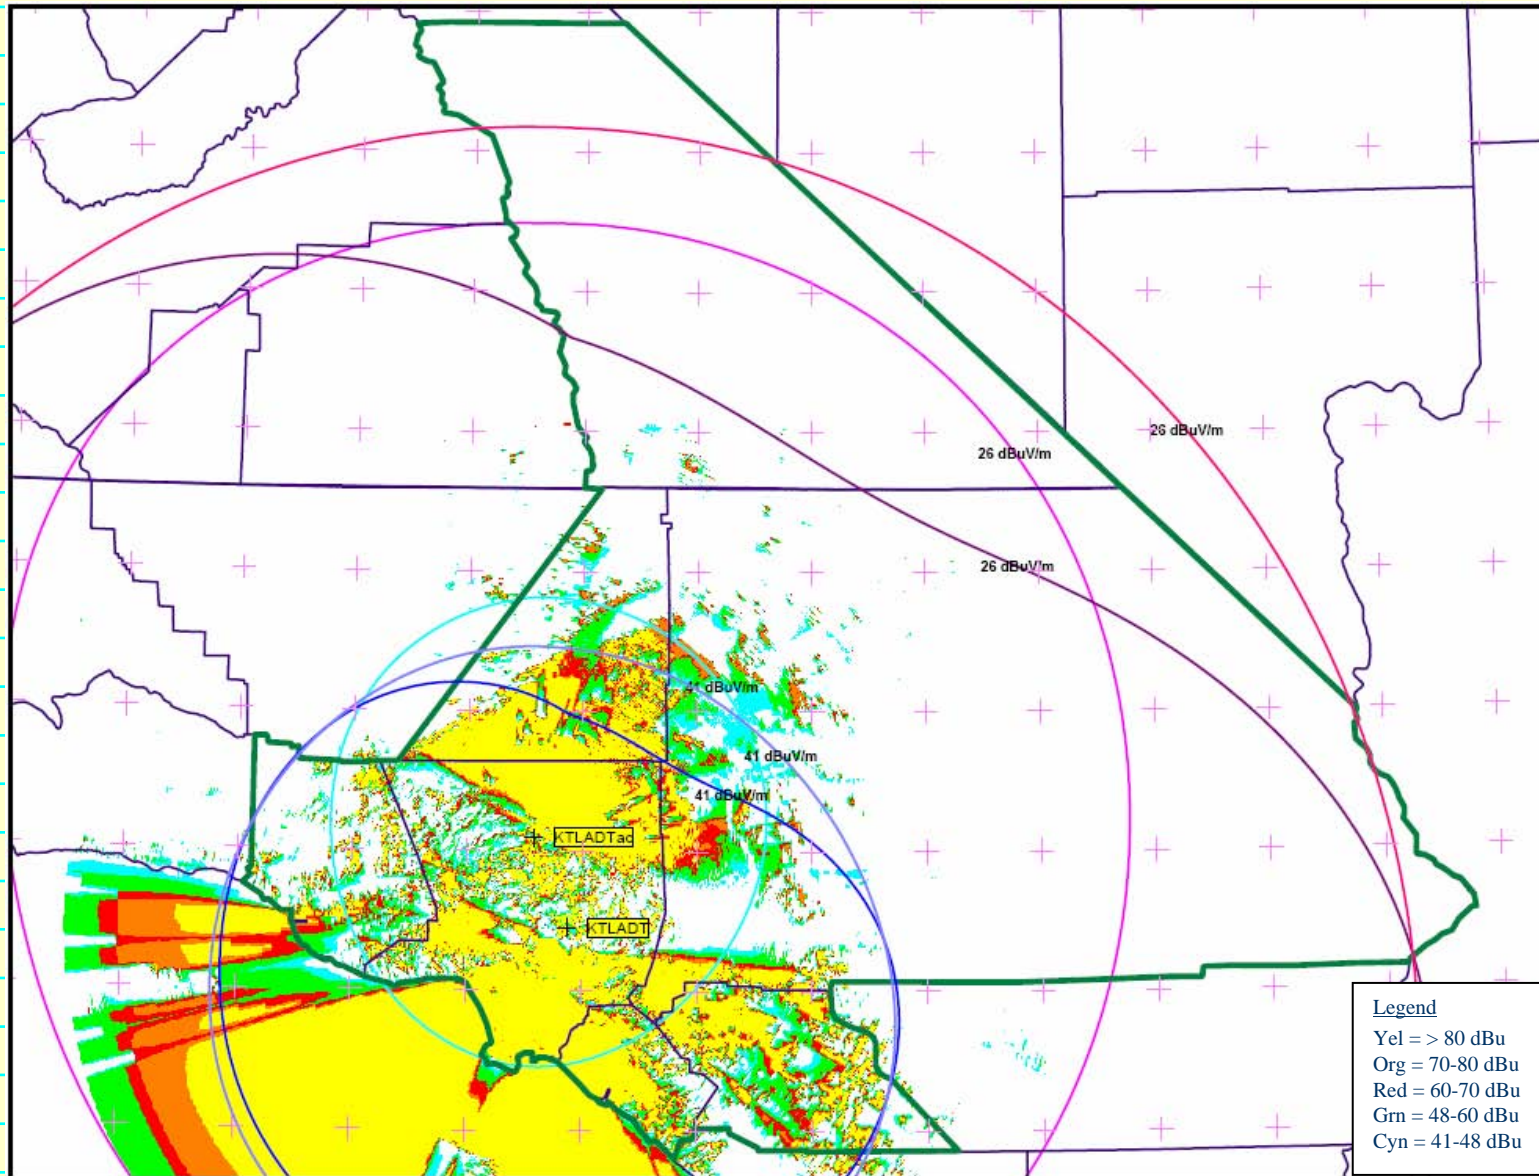 26 dBuV/m
26 dBuV/m
26 dBuV/m
41 dBuV/m
41 dBuV/m
41 dBuV/m
KTLADTac
KTLADT
Legend
Yel = > 80 dBu
Org = 70-80 dBu
Red = 60-70 dBu
Grn = 48-60 dBu
Cyn = 41-48 dBu